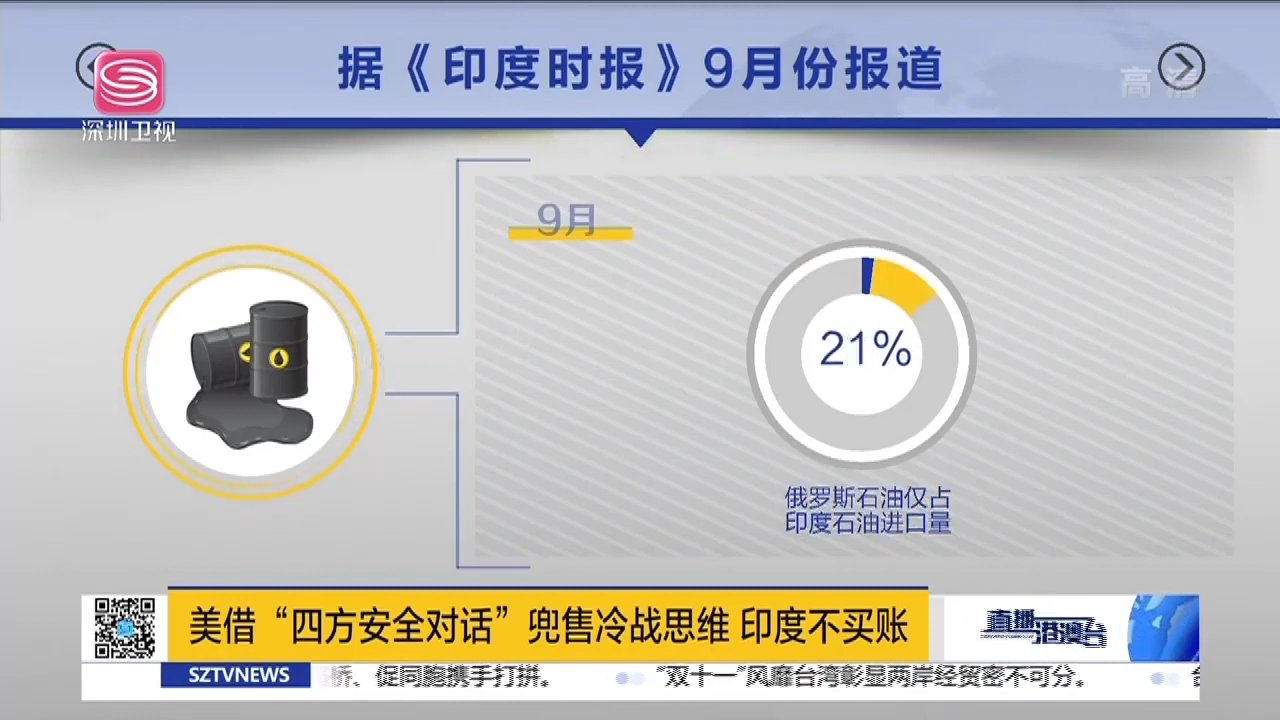 据《印度时报》9月份报道
高清
深圳卫视
9月
21%
俄罗斯石油仅占
印度石油进口量
美借“四方安全对话”兜售冷战思维 印度不买账
直播
港澳台
SZTVNEWS
桥、促同胞携手打拼。
“双十一”风靡台湾彰显两岸经贸密不可分。